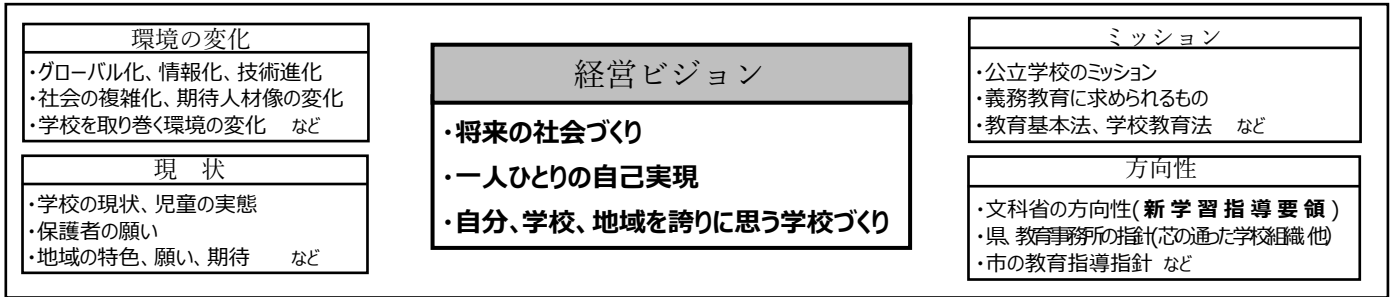 環境の変化
・グローバル化、情報化、技術進化
・社会の複雑化、期待人材像の変化
・学校を取り巻く環境の変化 など
現 状
・学校の現状、児童の実態
・保護者の願い
・地域の特色、願い、期待 など
経営ビジョン
・将来の社会づくり
・一人ひとりの自己実現
・自分、学校、地域を誇りに思う学校づくり
ミッション
・公立学校のミッション
・義務教育に求められるもの
・教育基本法、学校教育法 など
方向性
・文科省の方向性(新学習指導要領)
・県、教育事務所の指針(芯の通った学校組織 他)
・市の教育指導指針 など